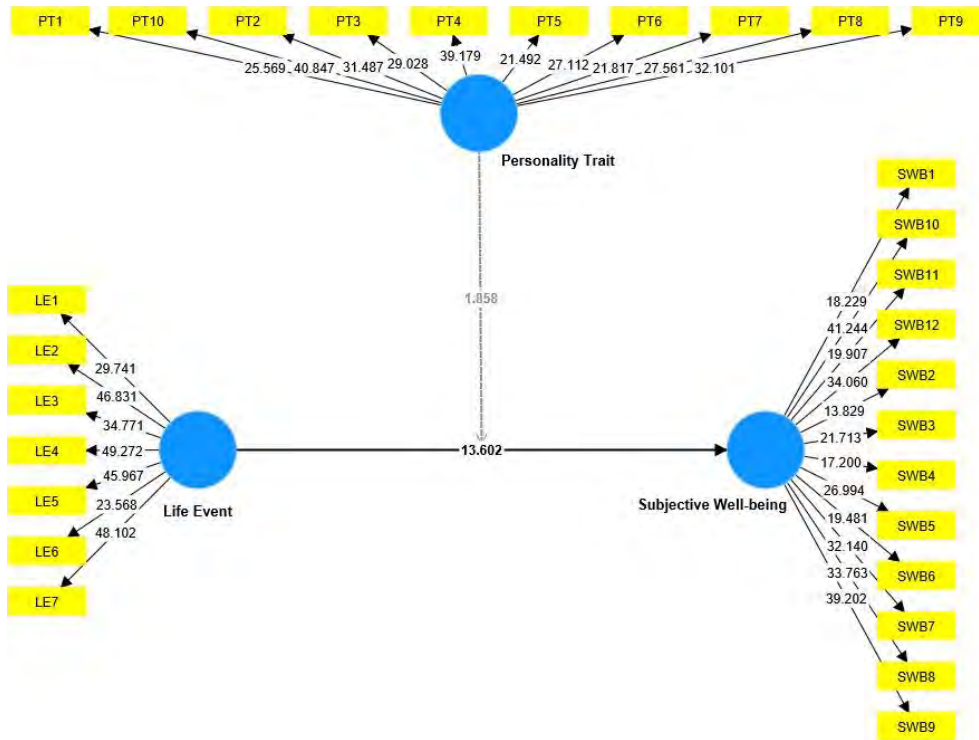 PT1 PT10 PT2 PT3 PT4 PT5 PT6 PT7 PT8 PT9
25.569 40.847 31.487 29.028 39.179 21.492 27.112 21.817 27.561 32.101
Personality Trait
SWB1
SWB10
SWB11
SWB12
SWB2
SWB3
SWB4
SWB5
SWB6
SWB7
SWB8
SWB9
18.229
41.244
19.907
34.060
13.829
21.713
17.200
26.994
19.481
32.140
33.763
39.202
Subjective Well-being
1.858
13.602
LE1
LE2
LE3
LE4
LE5
LE6
LE7
29.741
46.831
34.771
49.272
45.967
23.568
48.102
Life Event